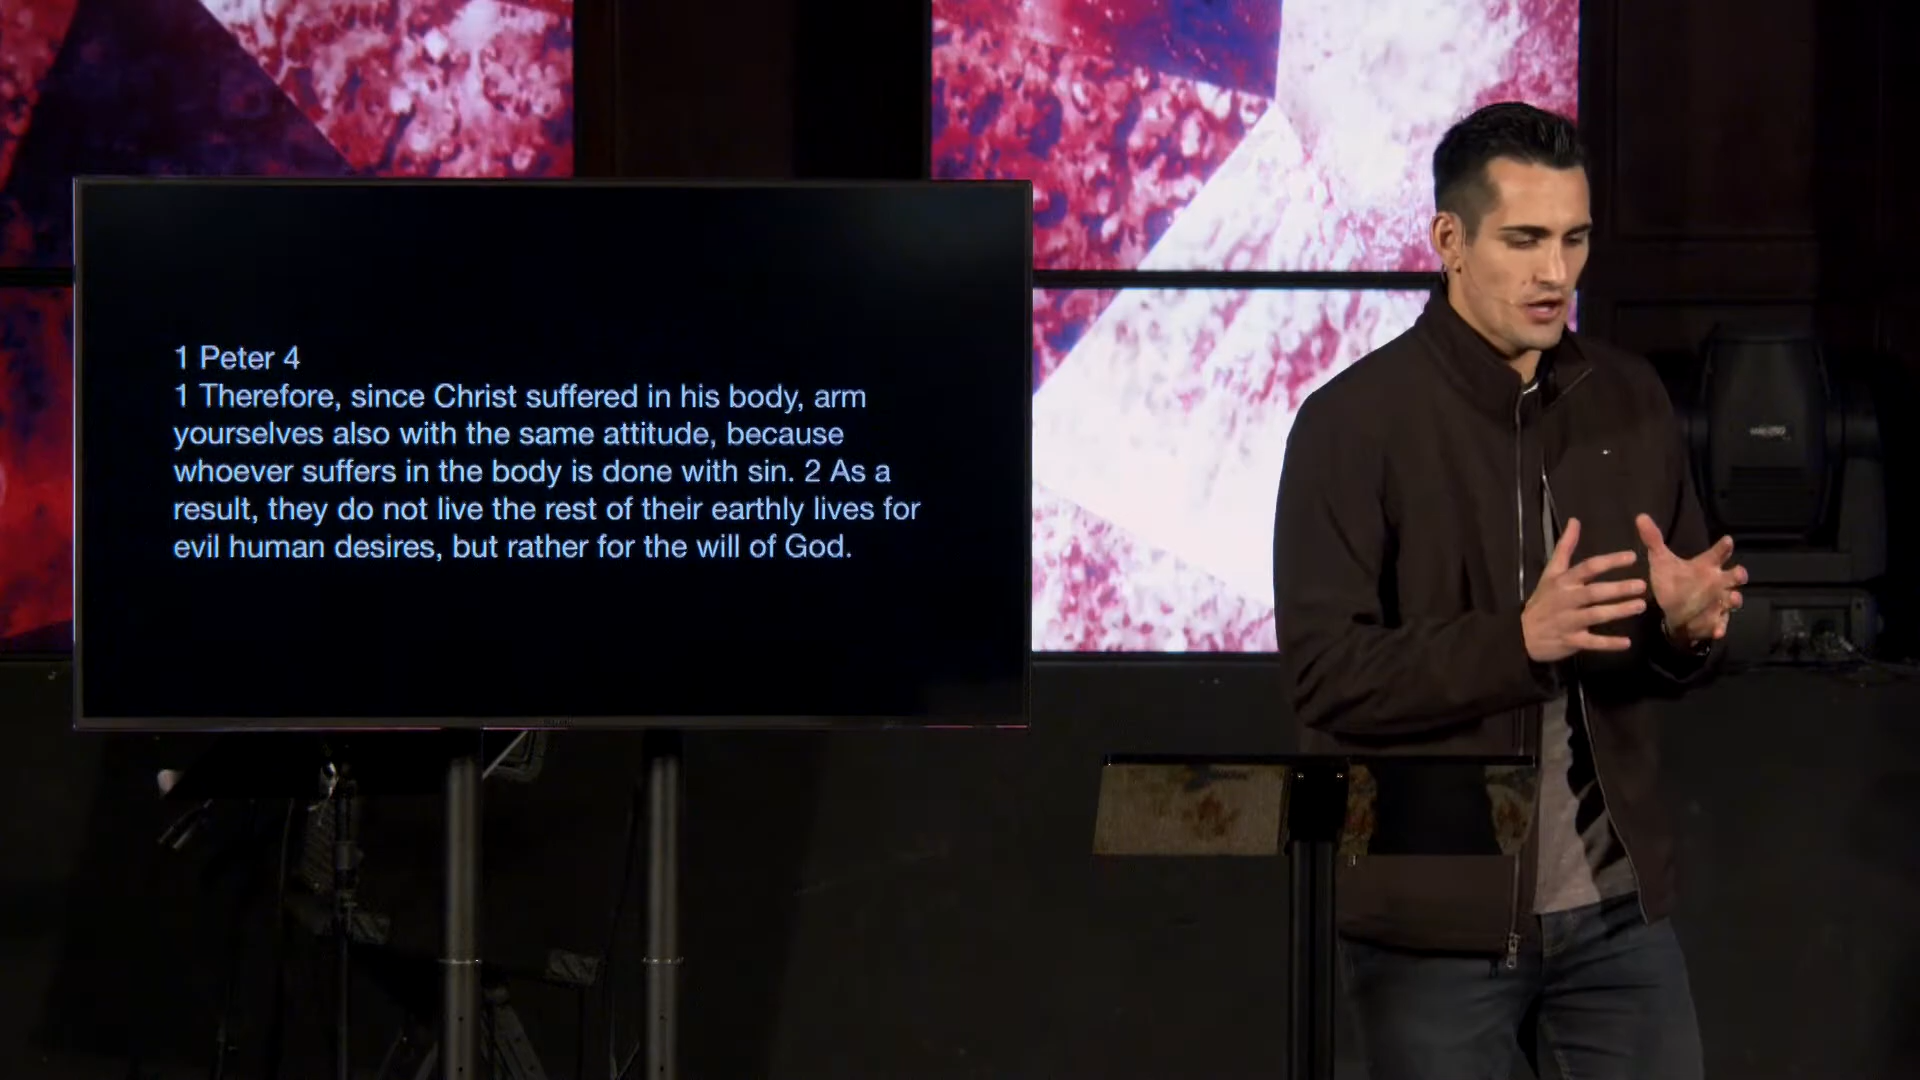 1 Peter 4
1 Therefore, since Christ suffered in his body, arm
yourselves also with the same attitude, because
whoever suffers in the body is done with sin. 2 As a
result, they do not live the rest of their earthly lives for
evil human desires, but rather for the will of God.